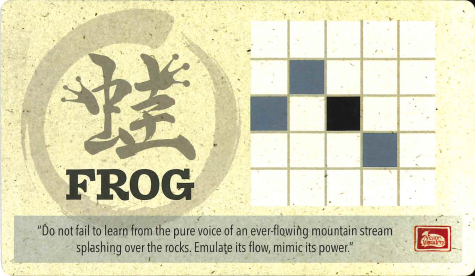 蛙
FROG
"Do not fail to learn from the pure voice of an ever-flowing mountain stream
splashing over the rocks. Emulate its flow, mimic its power."